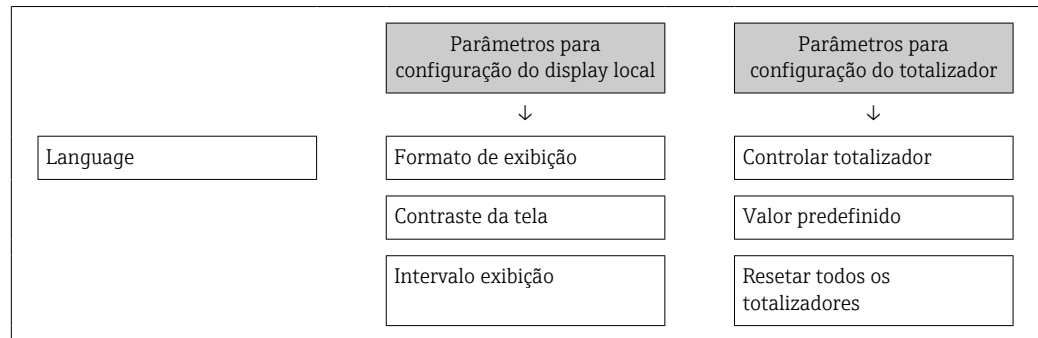 Parâmetros para
configuração do display local
Parâmetros para
configuração do totalizador
↓
↓
Language
Formato de exibição
Controlar totalizador
Contraste da tela
Valor predefinido
Intervalo exibição
Resetar todos os
totalizadores